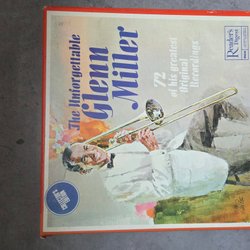 The Unforgettable
Glenn
Miller
72
of his greatest
Original
Recordings
Reader's
Digest